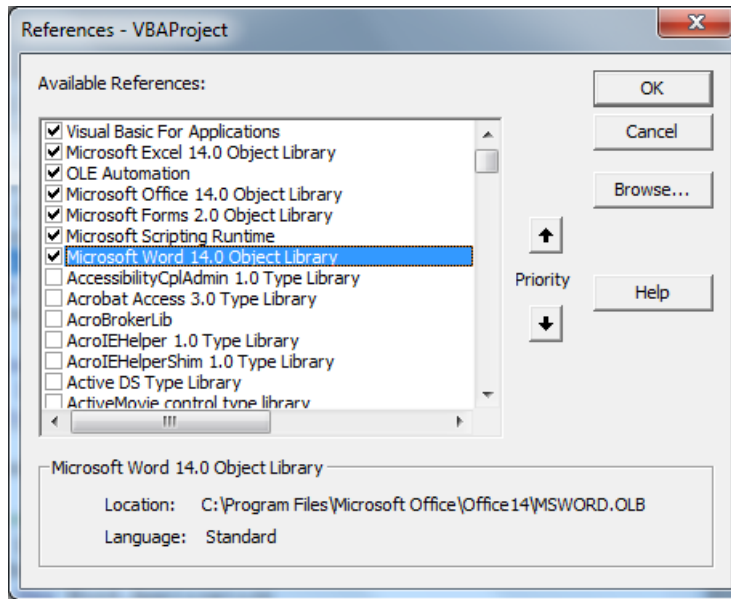 References - VBAProject
Available References:
OK
Visual Basic For Applications
Cancel
Microsoft Excel 14.0 Object Library
OLE Automation
Browse...
Microsoft Office 14.0 Object Library
Microsoft Forms 2.0 Object Library
Microsoft Scripting Runtime
Microsoft Word 14.0 Object Library
AccessibilityCplAdmin 1.0 Type Library
Priority
Acrobat Access 3.0 Type Library
Help
AcroBrokerLib
AcroIEHelper 1.0 Type Library
AcroIEHelperShim 1.0 Type Library
Active DS Type Library
ActiveMovie control type library
Microsoft Word 14.0 Object Library
Location: C:\Program Files\Microsoft Office\Office14\MSWORD.OLB
Language: Standard